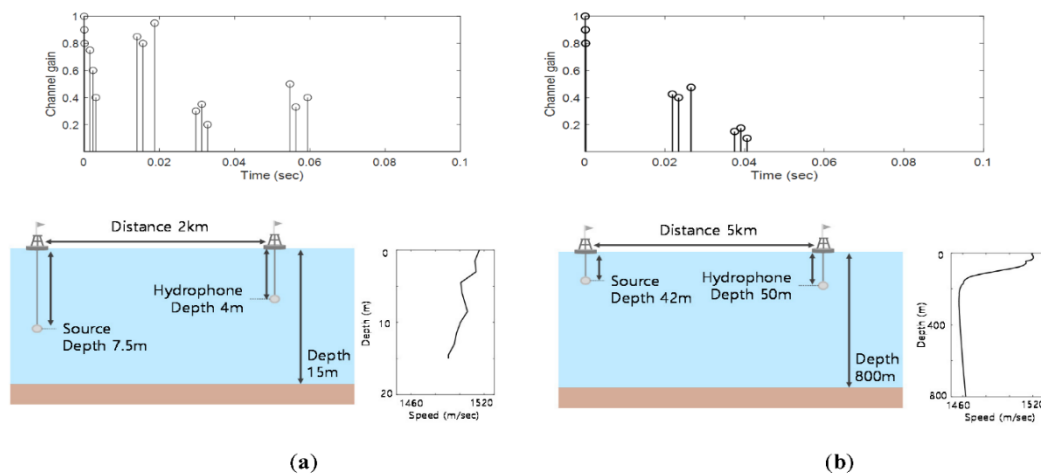 1
0.8
0.6
0.4
0.2
Channel gain
0
0.02
0.04
0.06
0.08
0.1
Time (sec)
Distance 2km
Hydrophone
Depth 4m
Source
Depth 7.5m
Depth
15m
0
10
20
Depth (m)
1460
1520
Speed (m/sec)
(a)
1
0.8
0.6
0.4
0.2
Channel gain
0
0.02
0.04
0.06
0.08
0.1
Time (sec)
Distance 5km
Source
Depth 42m
Hydrophone
Depth 50m
Depth
800m
0
400
800
Depth (m)
1460
1520
Speed (m/sec)
(b)